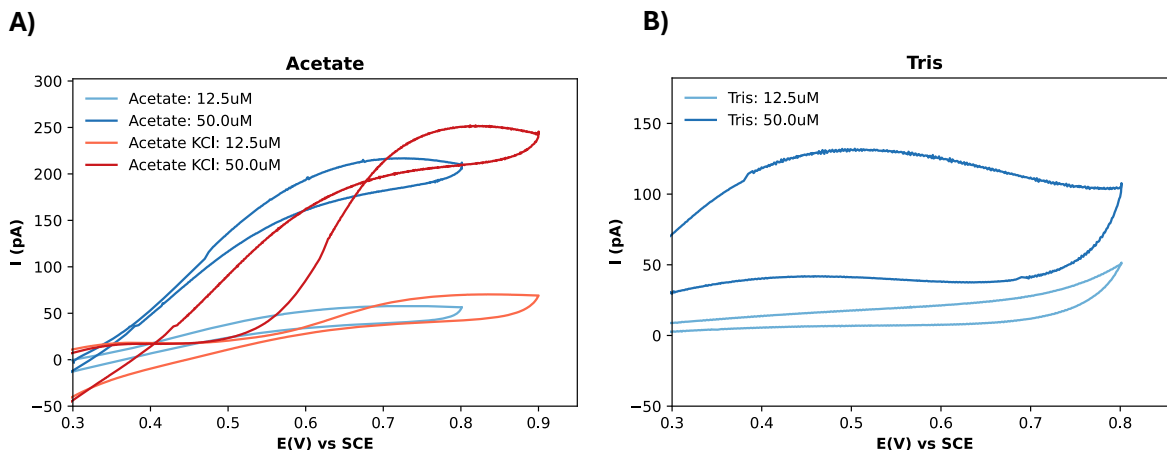 A)
Acetate
300
250
200
150
100
50
0
−50
I (pA)
Acetate: 12.5uM
Acetate: 50.0uM
Acetate KCl: 12.5uM
Acetate KCl: 50.0uM
0.3 0.4 0.5 0.6 0.7 0.8 0.9
E(V) vs SCE
B)
Tris
150
100
50
0
−50
I (pA)
Tris: 12.5uM
Tris: 50.0uM
0.3 0.4 0.5 0.6 0.7 0.8
E(V) vs SCE